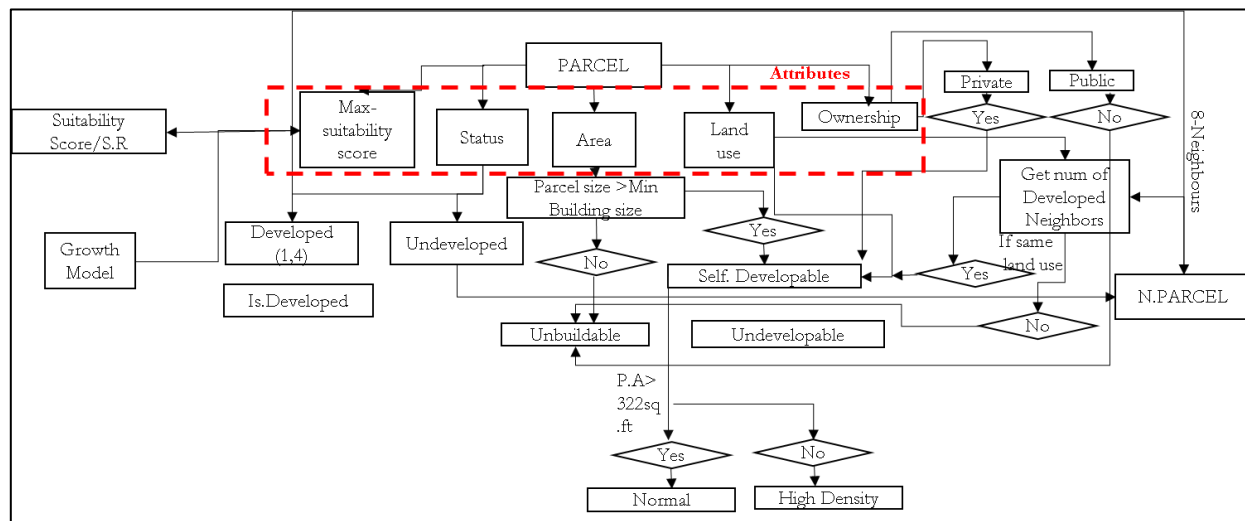 PARCEL
Attributes
Private
Public
Suitability
Score/S.R
Max-
suitability
score
Status
Area
Land
use
Ownership
Yes
No
8-Neighbours
Parcel size >Min
Building size
Get num of
Developed
Neighbors
Growth
Model
Developed
(1,4)
Undeveloped
No
Yes
If same
land use
Yes
Self. Developable
Is.Developed
N.PARCEL
Unbuildable
Undevelopable
No
P.A>
322sq
.ft
Yes
No
Normal
High Density